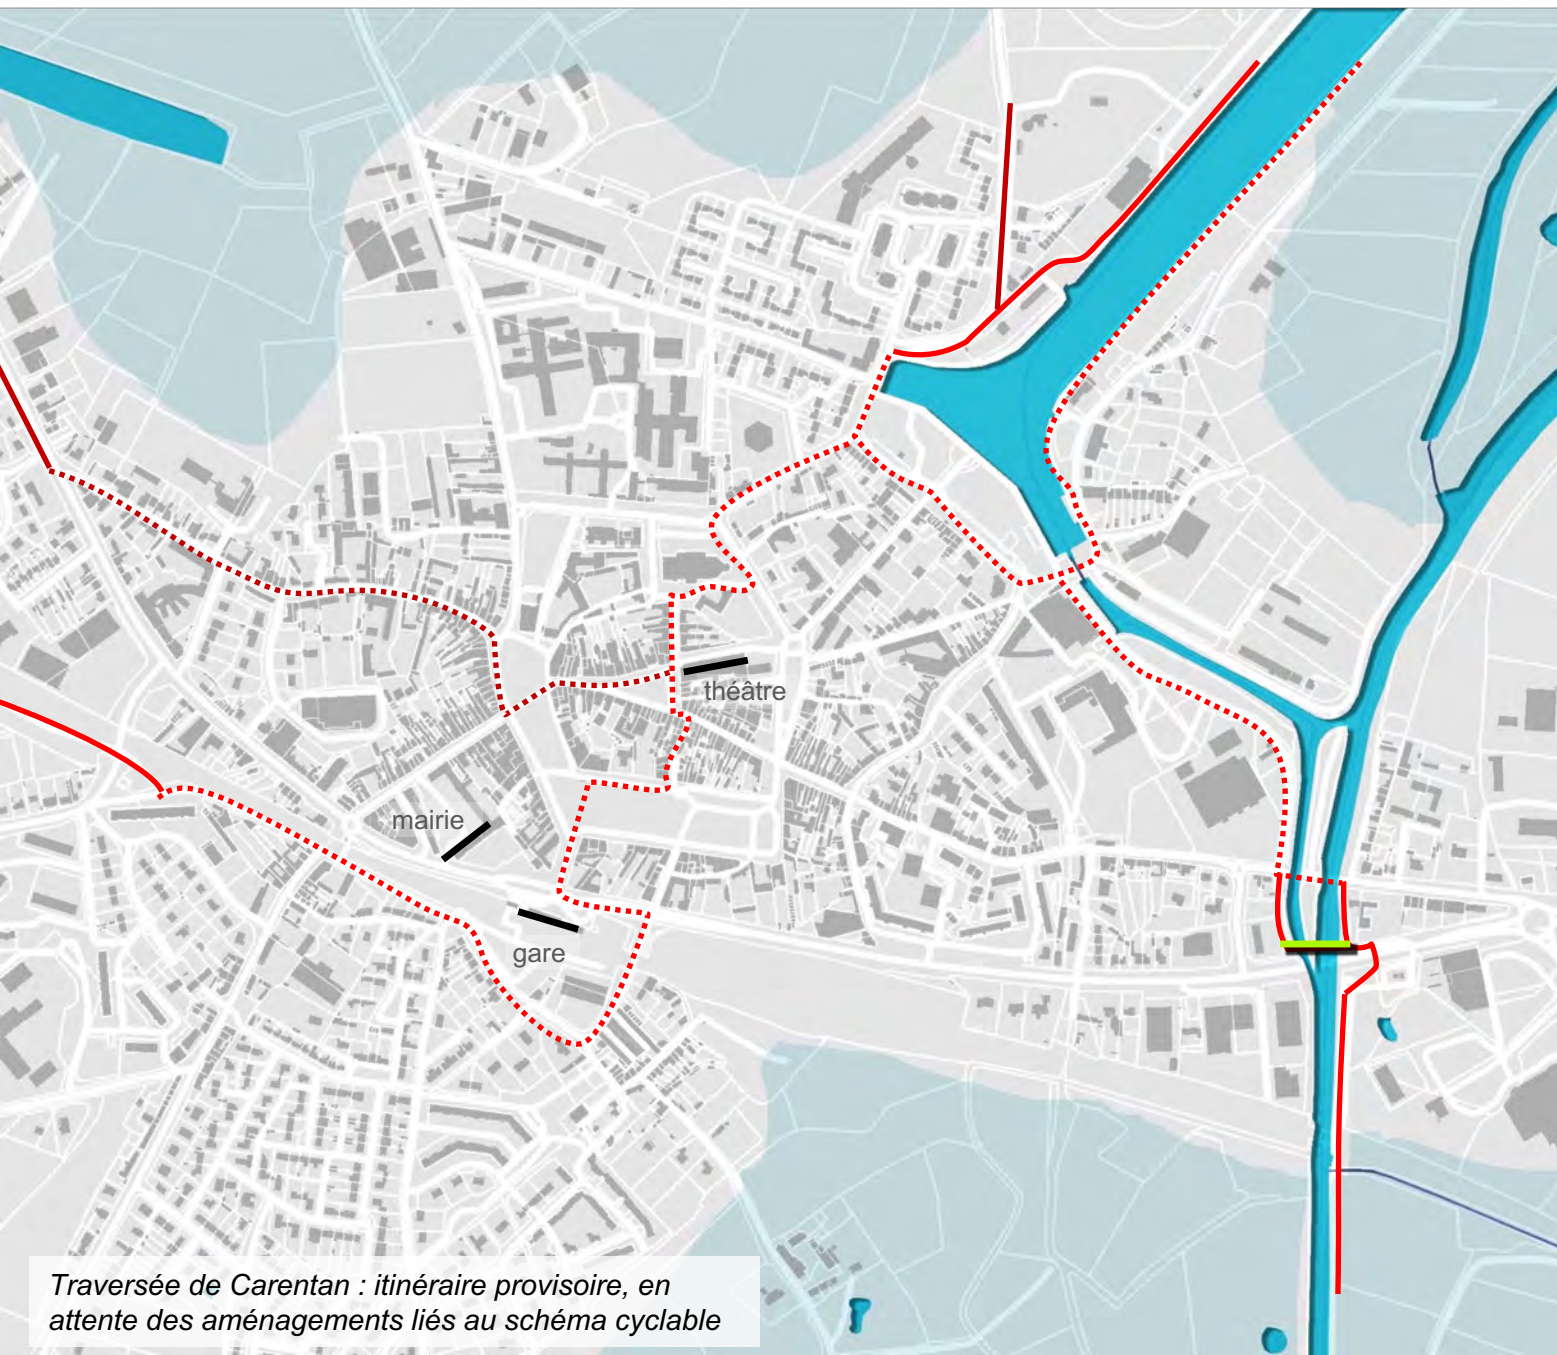 théâtre
mairie
gare
Traversée de Carentan : itinéraire provisoire, en
attente des aménagements liés au schéma cyclable